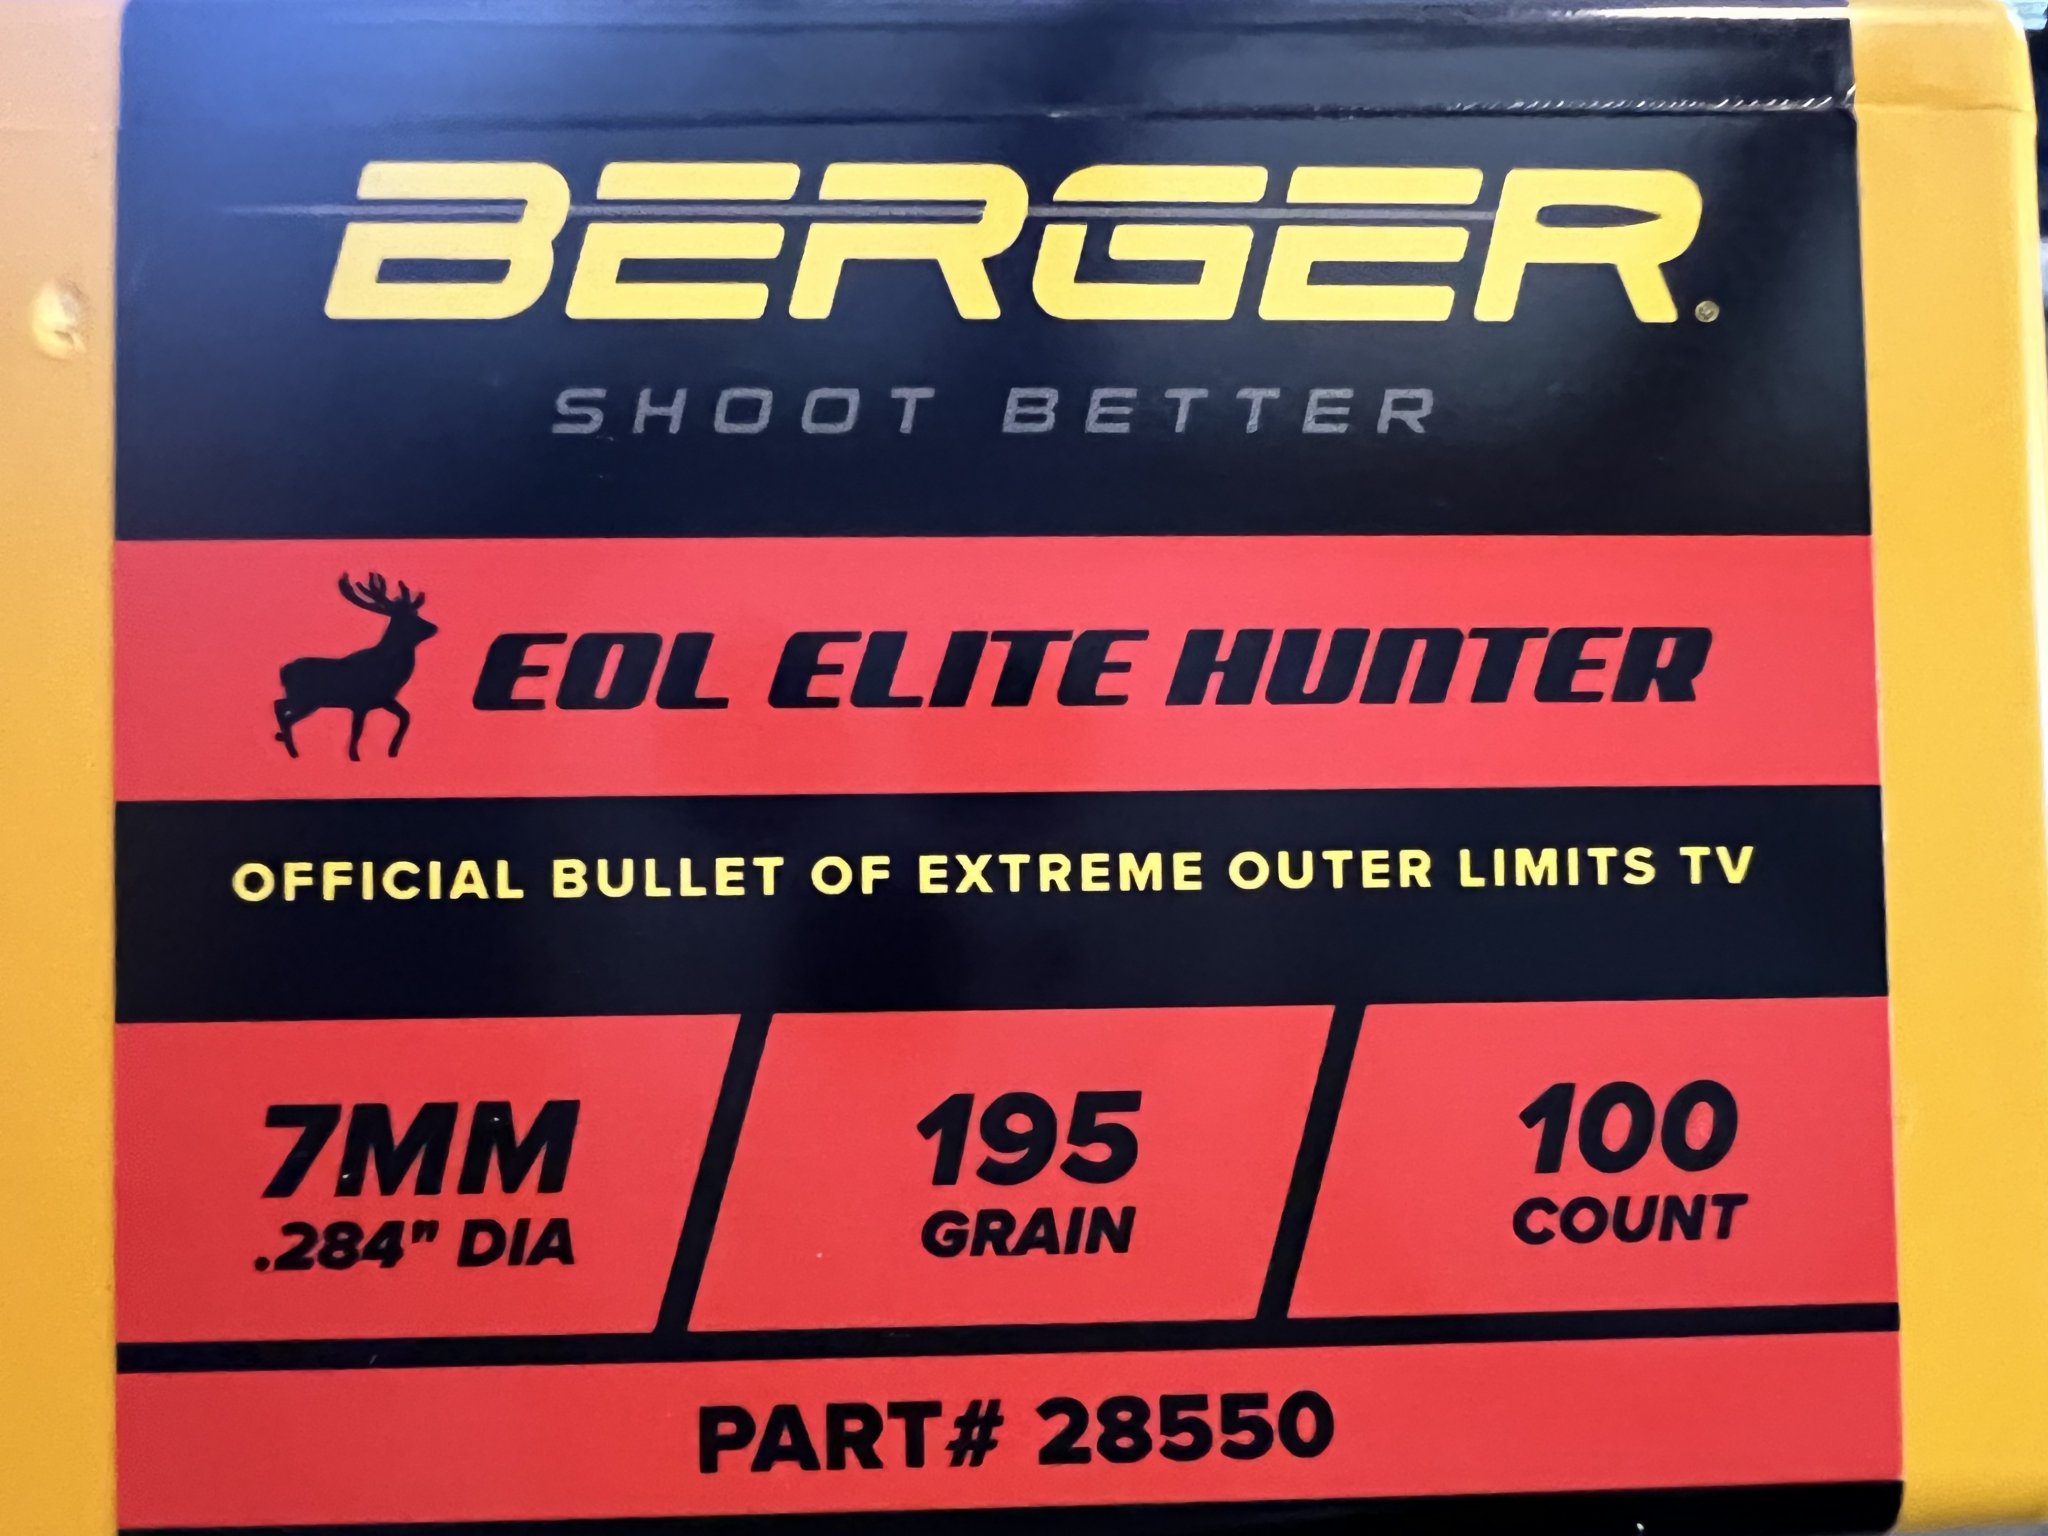 BERGER®
SHOOT BETTER
EOL ELITE HUNTER
OFFICIAL BULLET OF EXTREME OUTER LIMITS TV
7MM
.284" DIA
195
GRAIN
100
COUNT
PART# 28550